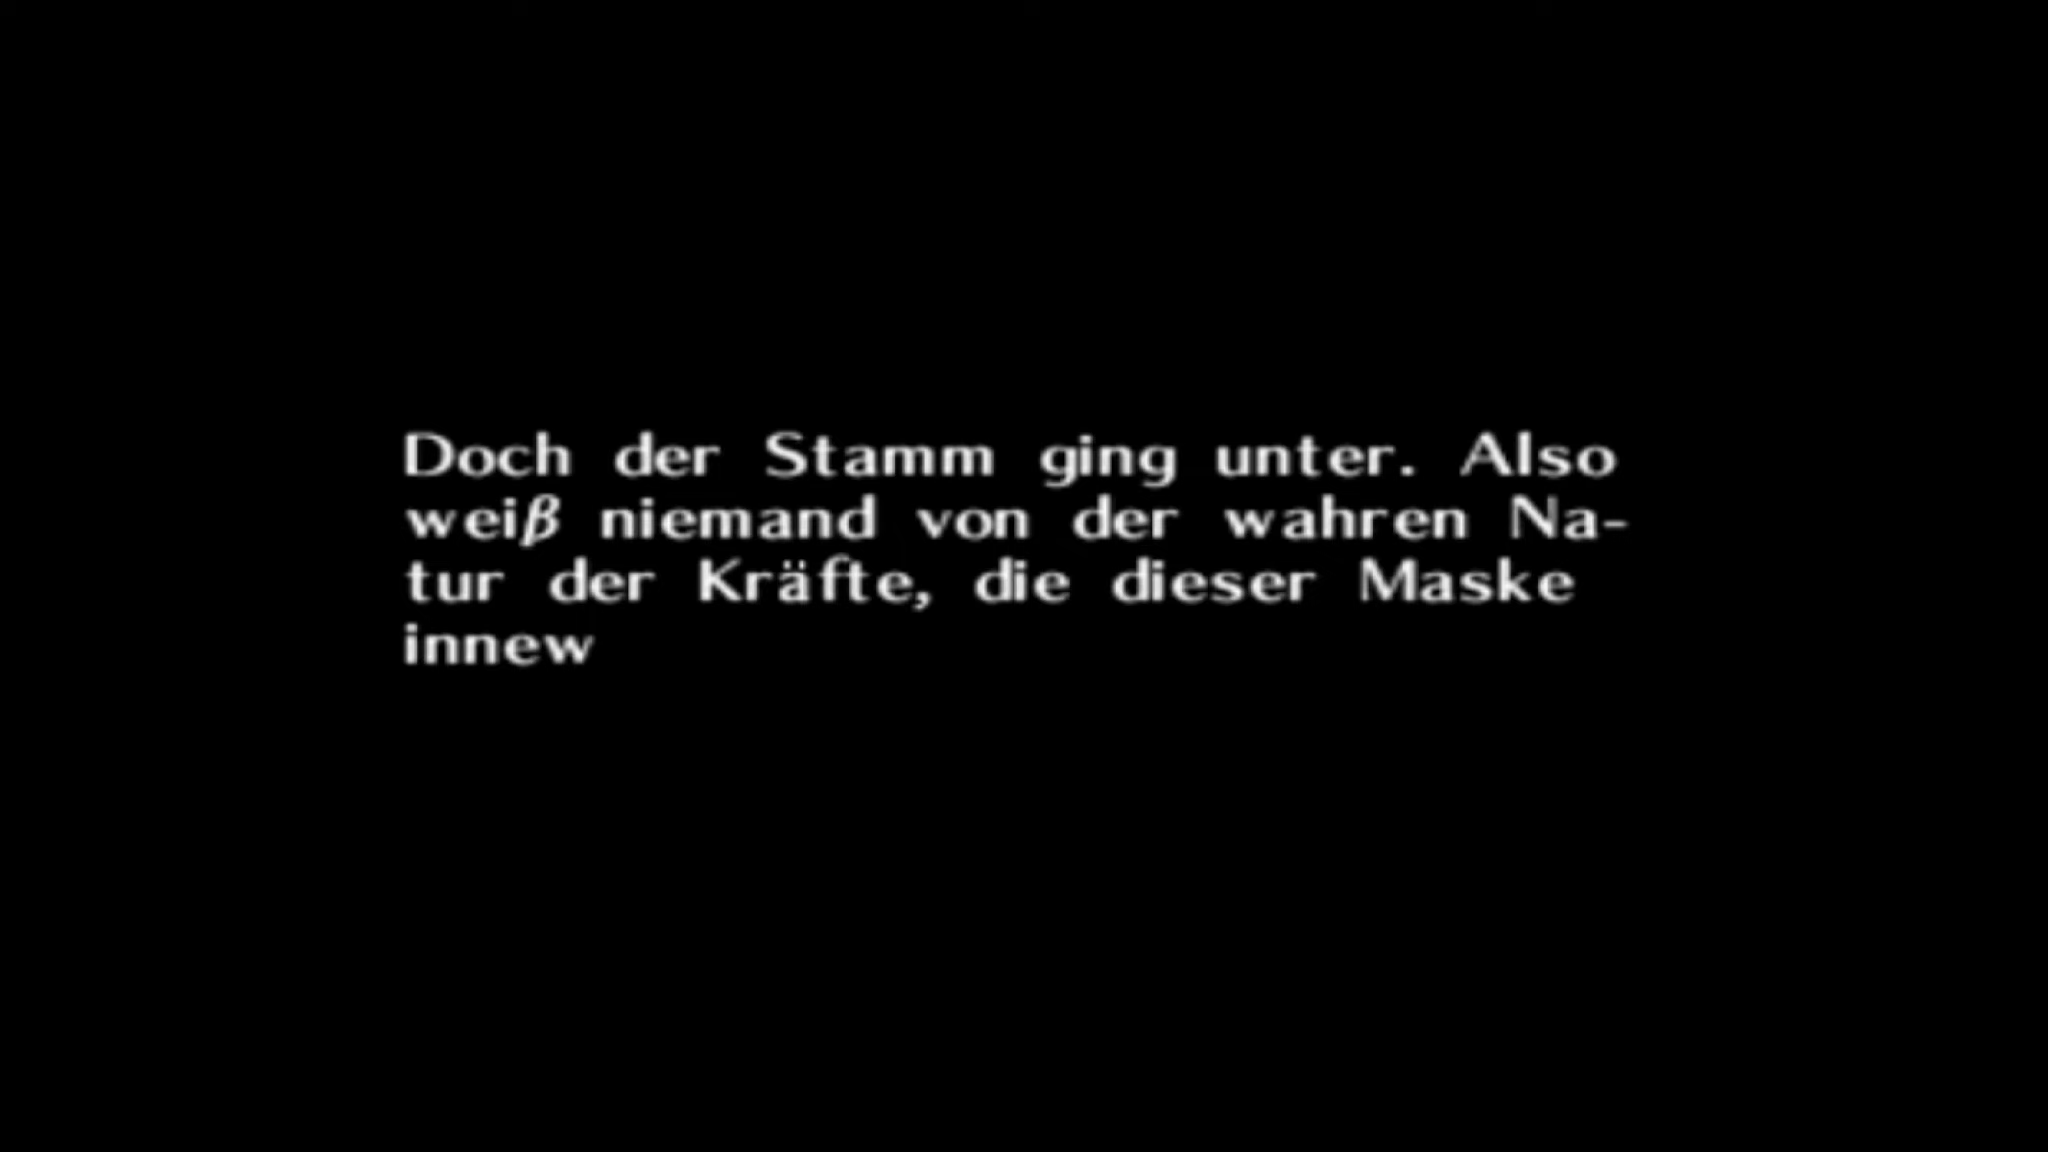 Doch der Stamm ging unter. Also
weiß niemand von der wahren Na-
tur der Kräfte, die dieser Maske
innew